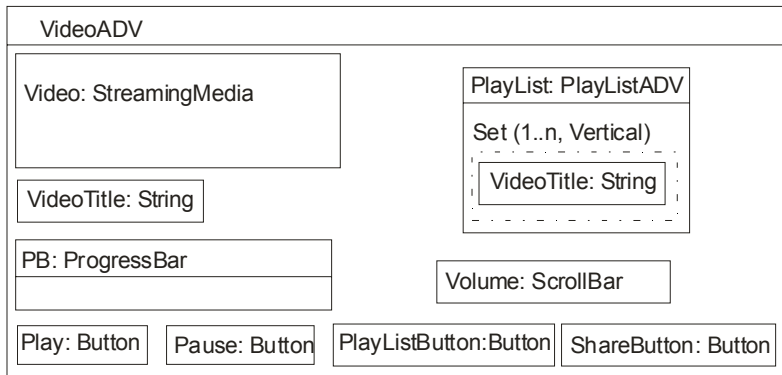 VideoADV
Video: StreamingMedia
PlayList: PlayListADV
Set (1..n, Vertical)
VideoTitle: String
VideoTitle: String
PB: ProgressBar
Volume: ScrollBar
Play: Button
Pause: Button
PlayListButton:Button
ShareButton: Button